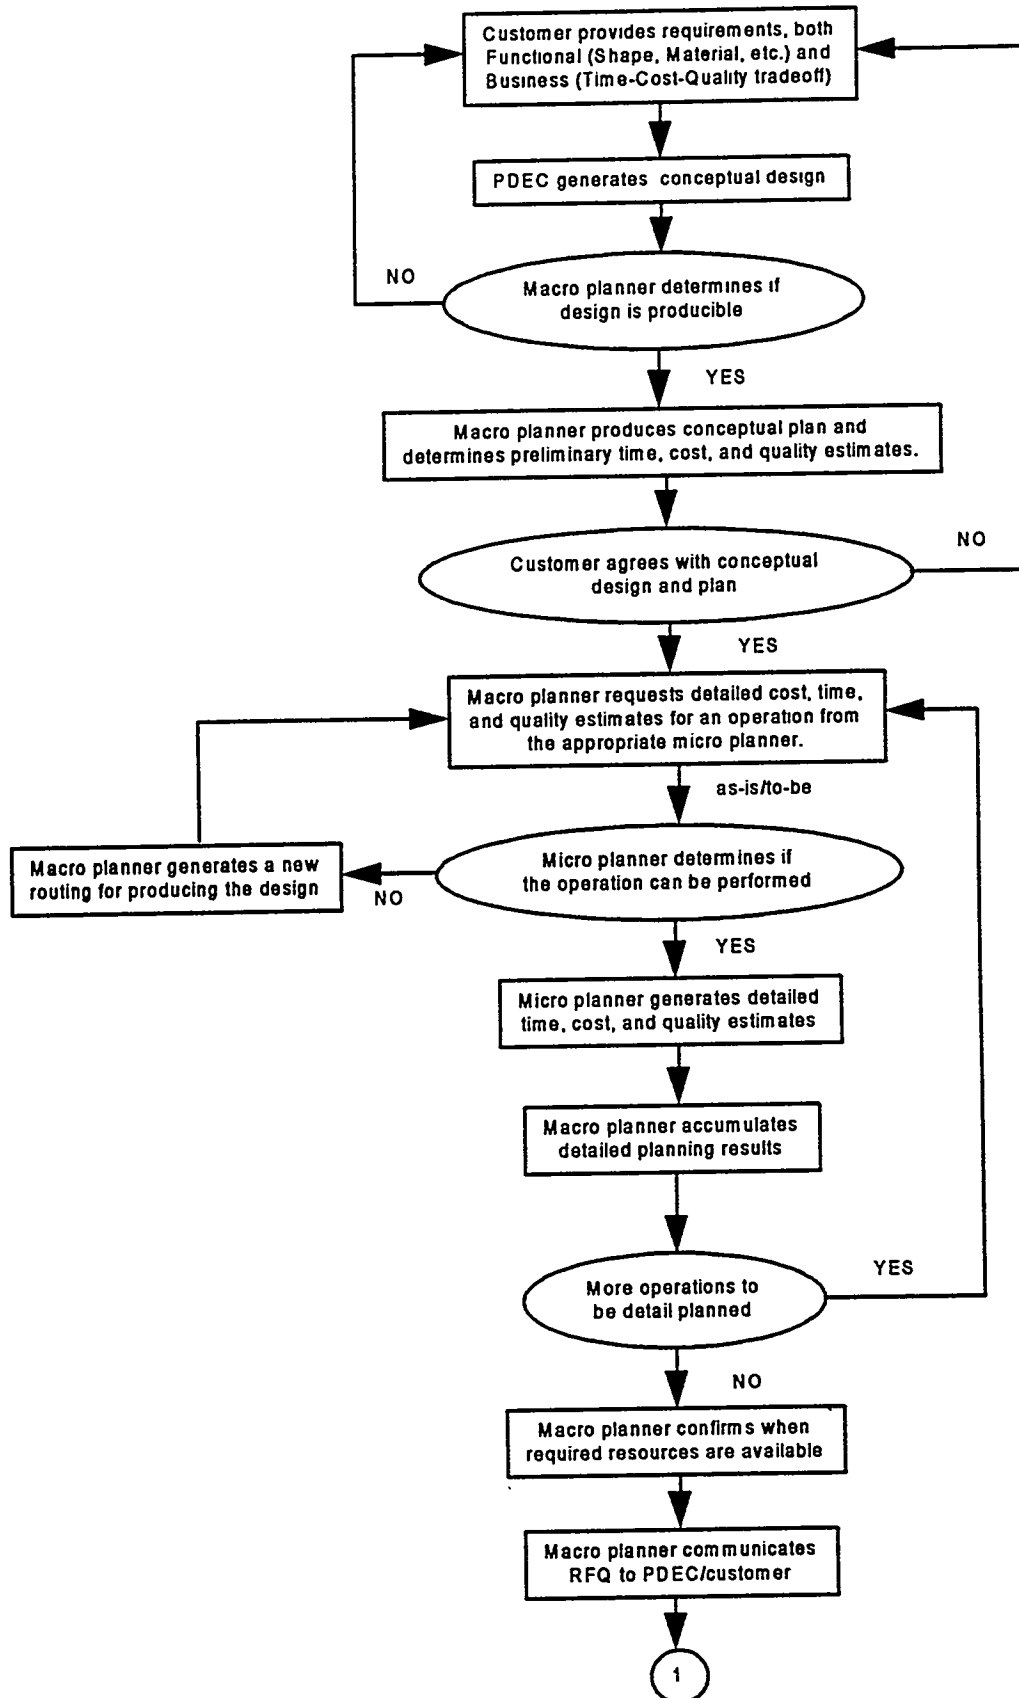 Customer provides requirements, both
Functional (Shape, Material, etc.) and
Business (Time-Cost-Quality tradeoff)
PDEC generates conceptual design
NO
Macro planner determines if
design is producible
YES
Macro planner produces conceptual plan and
determines preliminary time, cost, and quality estimates.
NO
Customer agrees with conceptual
design and plan
YES
Macro planner requests detailed cost, time,
and quality estimates for an operation from
the appropriate micro planner.
as-is/to-be
Micro planner determines if
the operation can be performed
Macro planner generates a new
routing for producing the design
NO
YES
Micro planner generates detailed
time, cost, and quality estimates
Macro planner accumulates
detailed planning results
YES
More operations to
be detail planned
NO
Macro planner confirms when
required resources are available
Macro planner communicates
RFQ to PDEC/customer
1